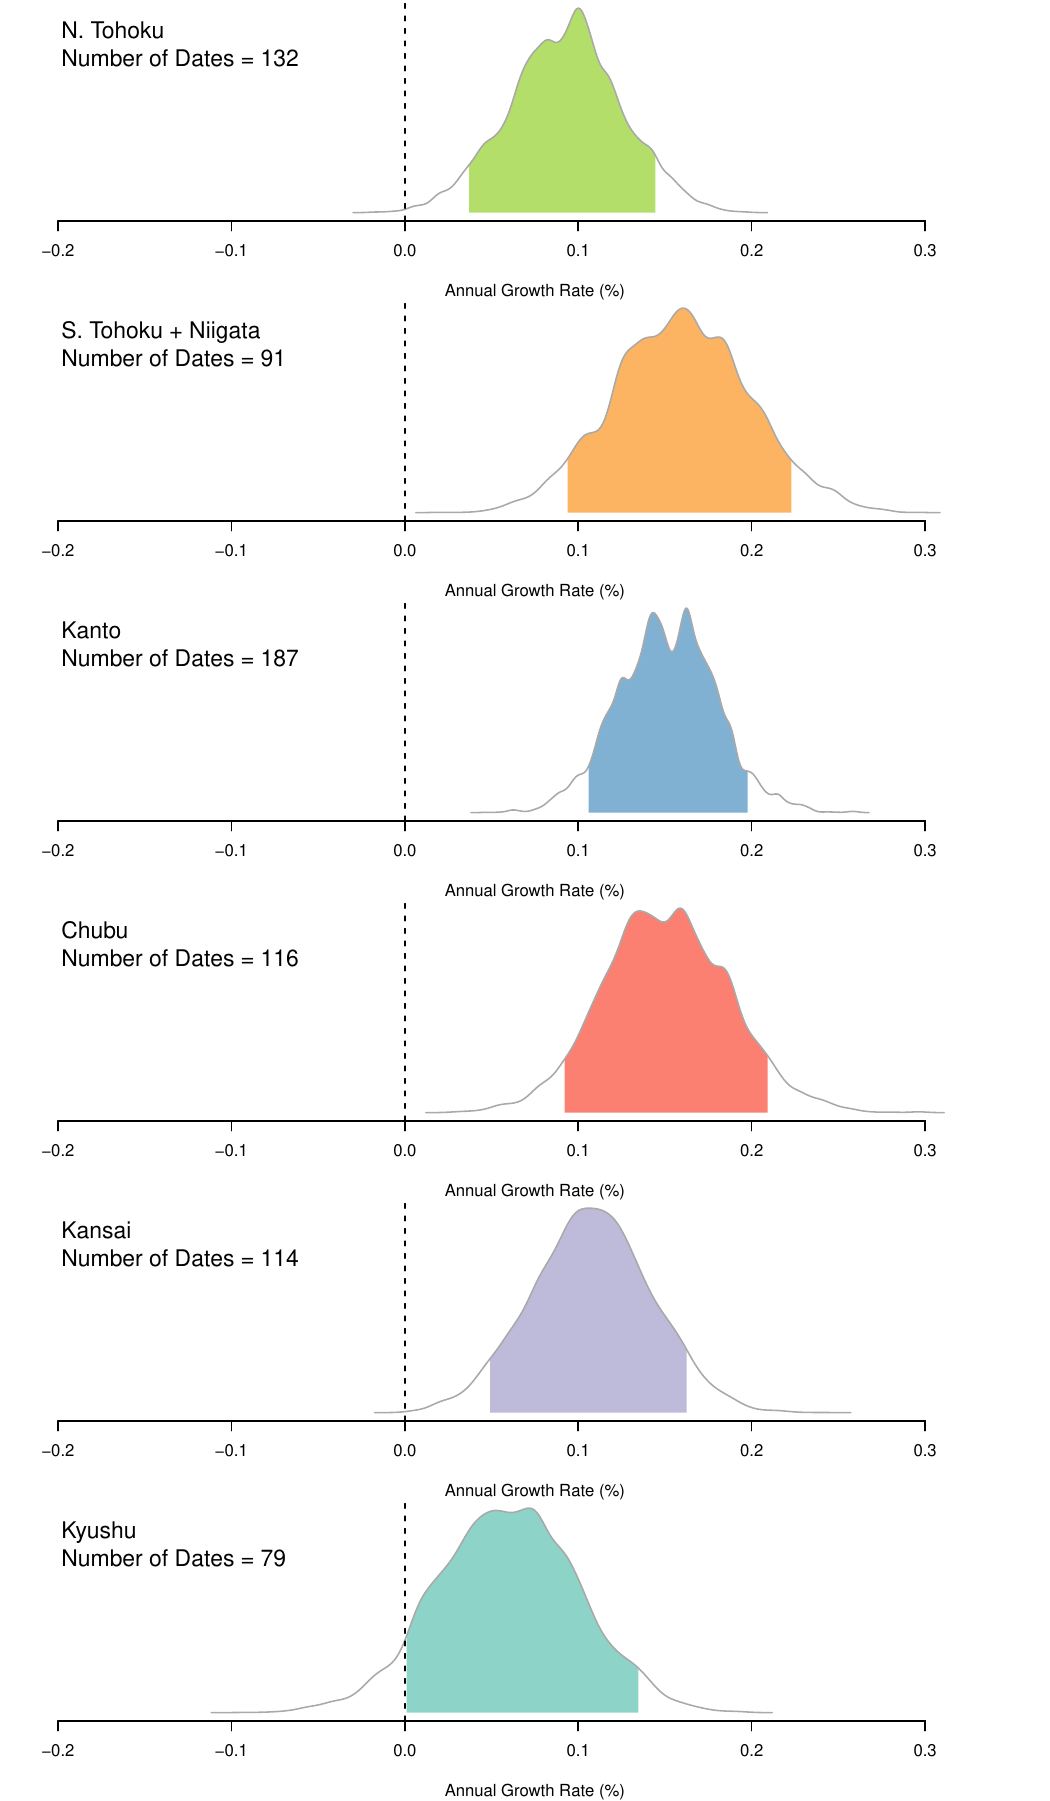 N. Tohoku
Number of Dates = 132
−0.2 −0.1 0.0 0.1 0.2 0.3
Annual Growth Rate (%)
S. Tohoku + Niigata
Number of Dates = 91
−0.2 −0.1 0.0 0.1 0.2 0.3
Annual Growth Rate (%)
Kanto
Number of Dates = 187
−0.2 −0.1 0.0 0.1 0.2 0.3
Annual Growth Rate (%)
Chubu
Number of Dates = 116
−0.2 −0.1 0.0 0.1 0.2 0.3
Annual Growth Rate (%)
Kansai
Number of Dates = 114
−0.2 −0.1 0.0 0.1 0.2 0.3
Annual Growth Rate (%)
Kyushu
Number of Dates = 79
−0.2 −0.1 0.0 0.1 0.2 0.3
Annual Growth Rate (%)